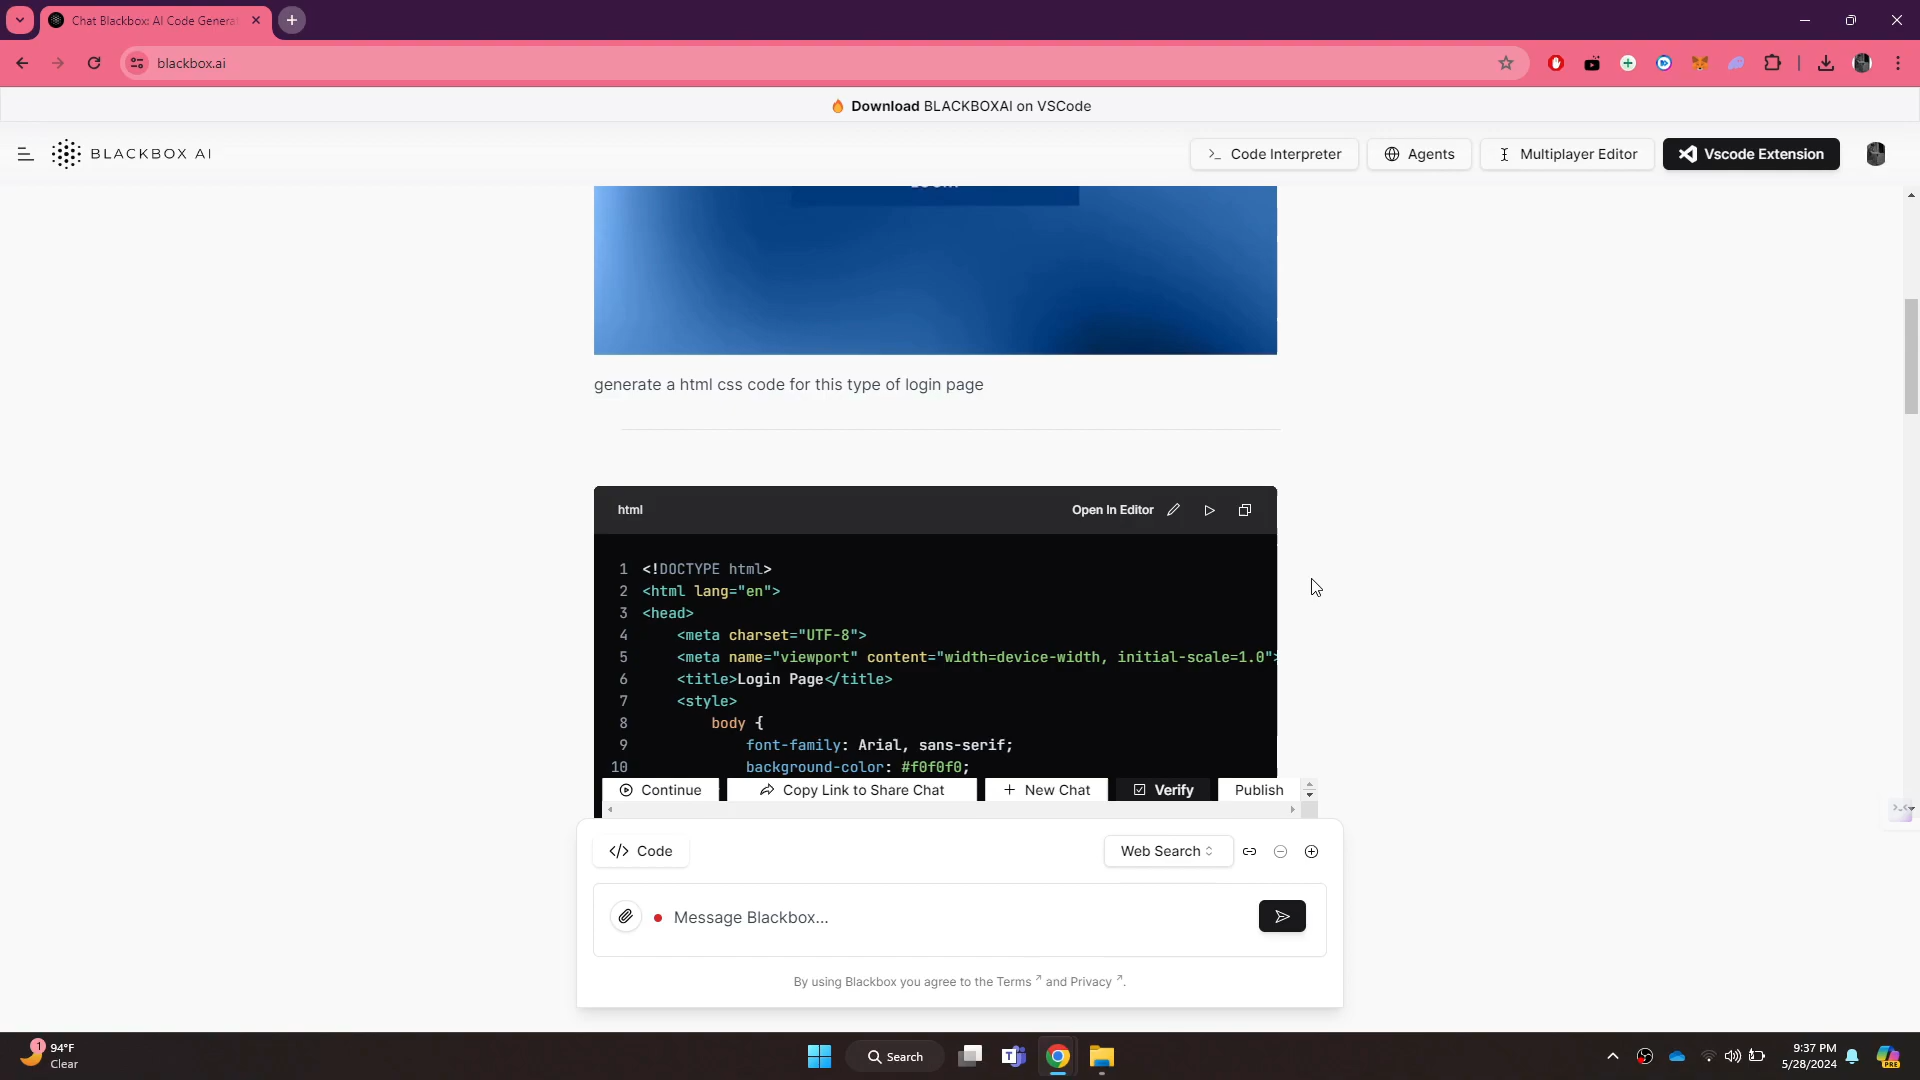 Chat Blackbox: AI Code Genera
blackbox.ai
Download BLACKBOXAI on VSCode
BLACKBOX AI
Code Interpreter
Agents
Multiplayer Editor
Vscode Extension
LOGIN
generate a html css code for this type of login page
html
Open In Editor
1 <!DOCTYPE html>
2 <html lang="en">
3 <head>
4 <meta charset="UTF-8">
5 <meta name="viewport" content="width=device-width, initial-scale=1.0">
6 <title>Login Page</title>
7 <style>
8 body {
9 font-family: Arial, sans-serif;
10 background-color: #f0f0f0;
Continue
Copy Link to Share Chat
New Chat
Verify
Publish
Code
Web Search
Message Blackbox...
By using Blackbox you agree to the Terms and Privacy .
1
94°F
Clear
Search
9:37 PM
5/28/2024
PRE